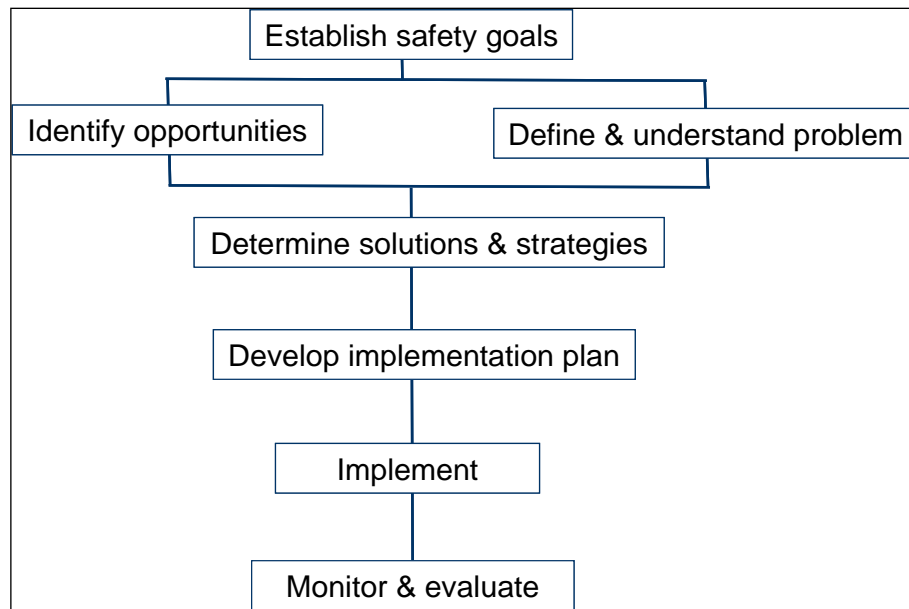 Establish safety goals
Identify opportunities
Define & understand problem
Determine solutions & strategies
Develop implementation plan
Implement
Monitor & evaluate